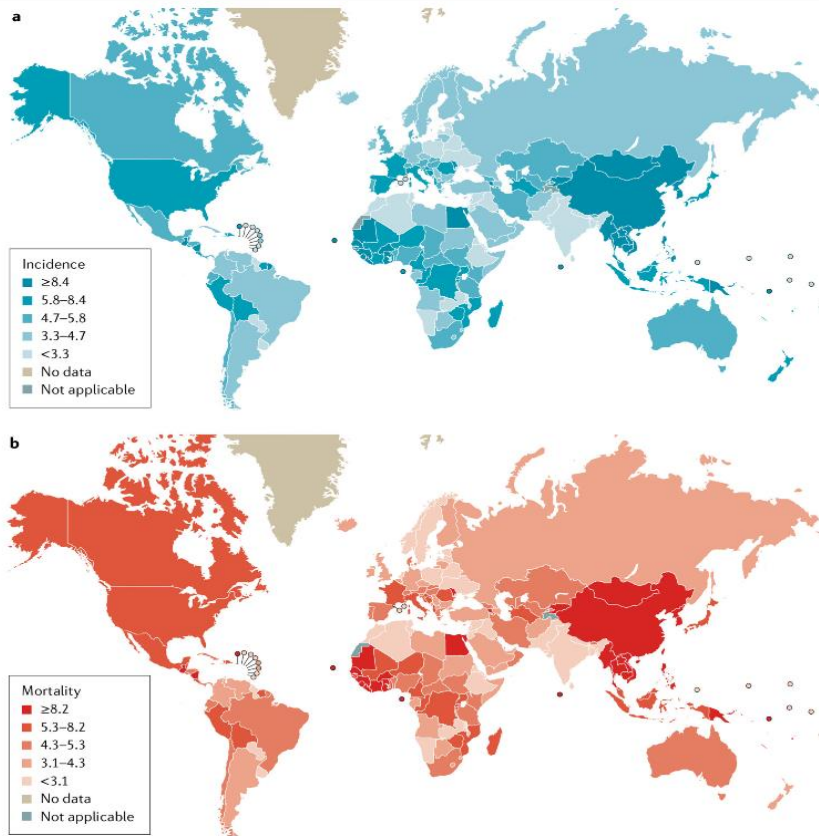 a
Incidence
≥8.4
5.8–8.4
4.7–5.8
3.3–4.7
<3.3
No data
Not applicable
b
Mortality
≥8.2
5.3–8.2
4.3–5.3
3.1–4.3
<3.1
No data
Not applicable